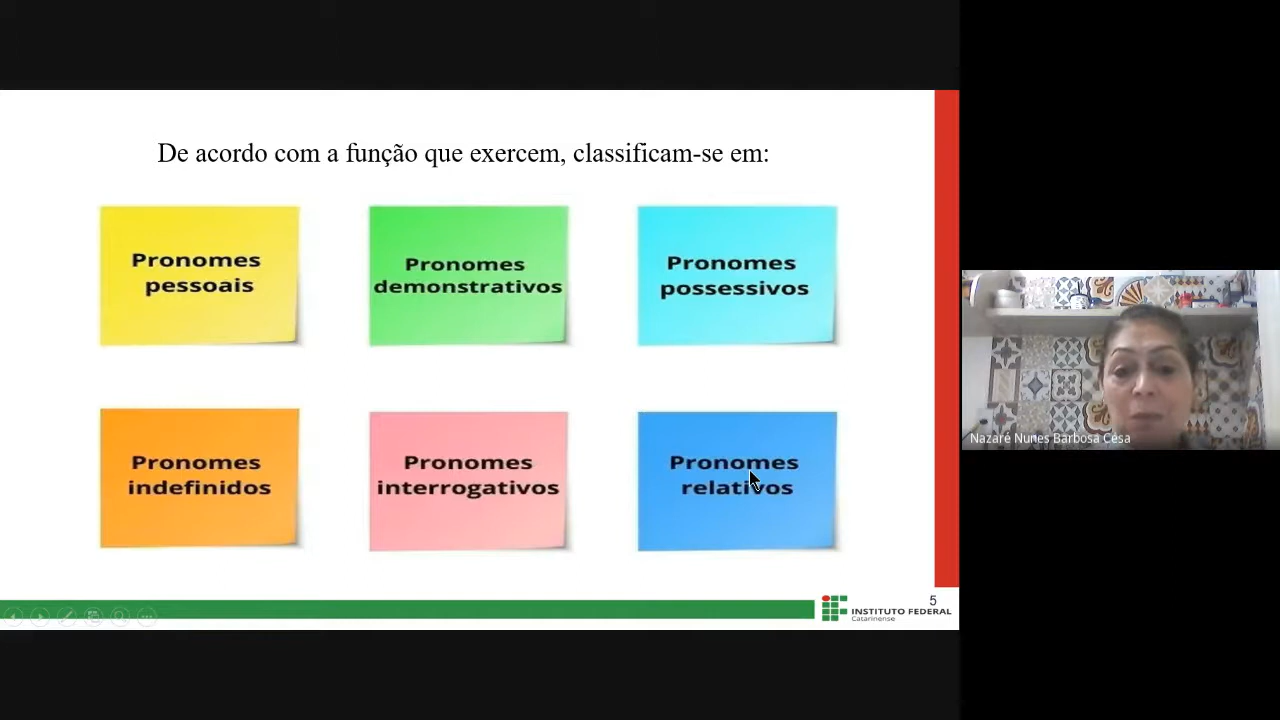 De acordo com a função que exercem, classificam-se em:
Pronomes
pessoais
Pronomes
demonstrativos
Pronomes
possessivos
Pronomes
indefinidos
Pronomes
interrogativos
Pronomes
relativos
5
INSTITUTO FEDERAL
Catarinense
Nazaré Nunes Barbosa Cesa